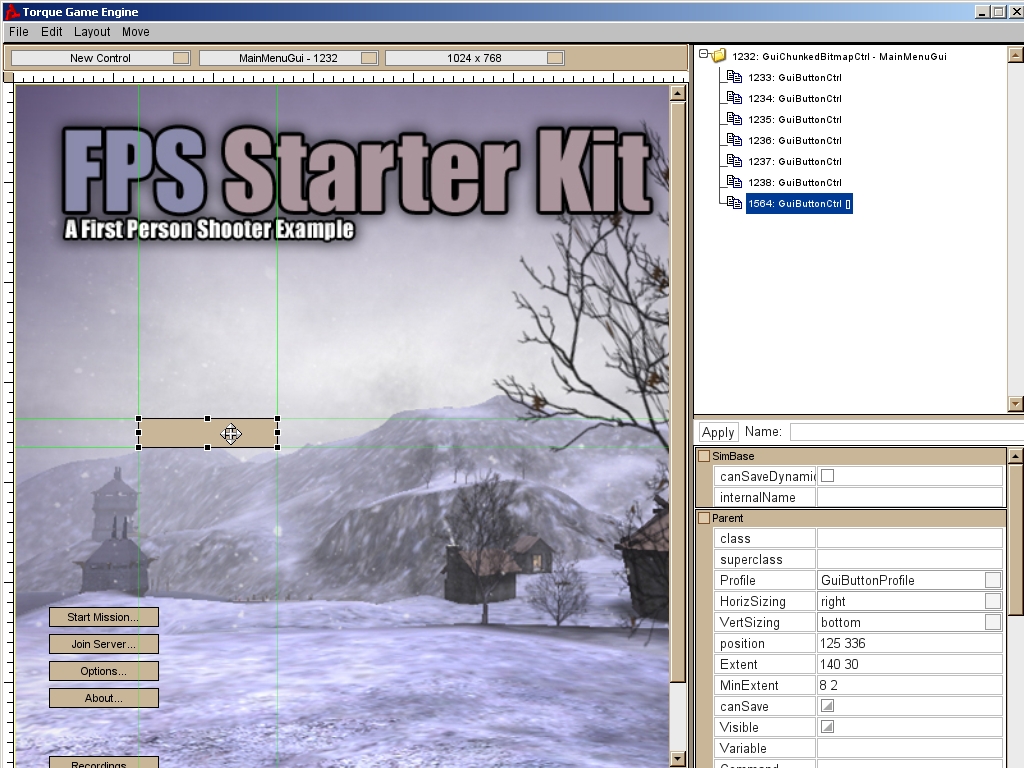 Torque Game Engine
File Edit Layout Move
New Control
MainMenuGui - 1232
1024 x 768
FPS Starter Kit
A First Person Shooter Example
Start Mission...
Join Server...
Options...
About...
Recordings
1232: GuiChunkedBitmapCtrl - MainMenuGui
1233: GuiButtonCtrl
1234: GuiButtonCtrl
1235: GuiButtonCtrl
1236: GuiButtonCtrl
1237: GuiButtonCtrl
1238: GuiButtonCtrl
1564: GuiButtonCtrl []
Apply Name:
SimBase
canSaveDynamic
internalName
Parent
class
superclass
Profile GuiButtonProfile
HorizSizing right
VertSizing bottom
position 125 336
Extent 140 30
MinExtent 8 2
canSave
Visible
Variable
Command